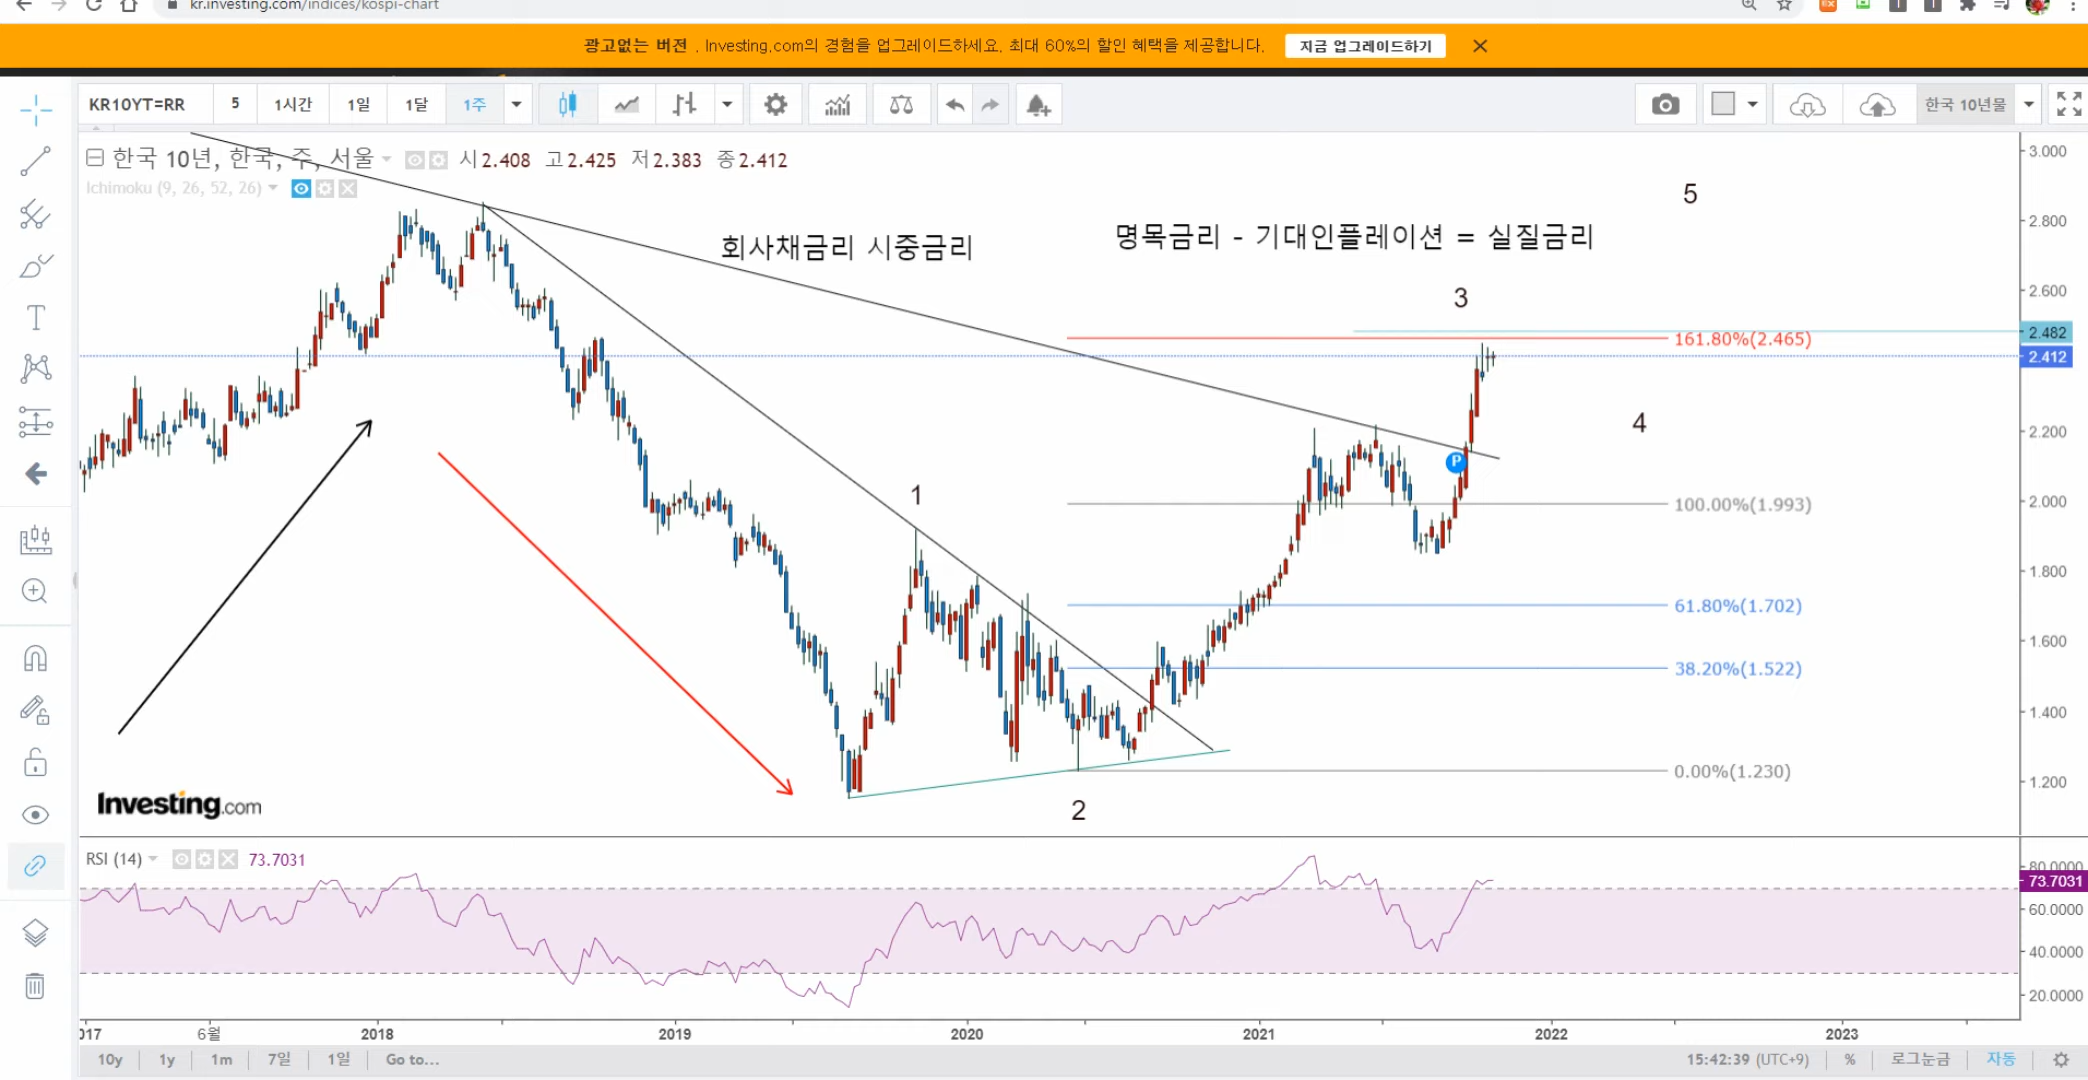 kr.investing.com/indices/kospi-chart
광고없는 버전 . Investing.com의 경험을 업그레이드하세요. 최대 60%의 할인 혜택을 제공합니다. 지금 업그레이드하기
KR10YT=RR 5 1시간 1일 1달 1주 한국 10년물
한국 10년, 한국, 주, 서울 시2.408 고2.425 저2.383 종2.412
Ichimoku (9, 26, 52, 26)
3.000
5
2.800
회사채금리 시중금리 명목금리 - 기대인플레이션 = 실질금리
2.600
3
161.80%(2.465)
2.482
2.412
4
2.200
P
1
100.00%(1.993)
2.000
1.800
61.80%(1.702)
1.600
38.20%(1.522)
1.400
0.00%(1.230)
1.200
Investing.com
2
RSI (14) 73.7031
80.0000
73.7031
60.0000
40.0000
20.0000
017 6월 2018 2019 2020 2021 2022 2023
10y 1y 1m 7일 1일 Go to... 15:42:39 (UTC+9) % 로그눈금 자동